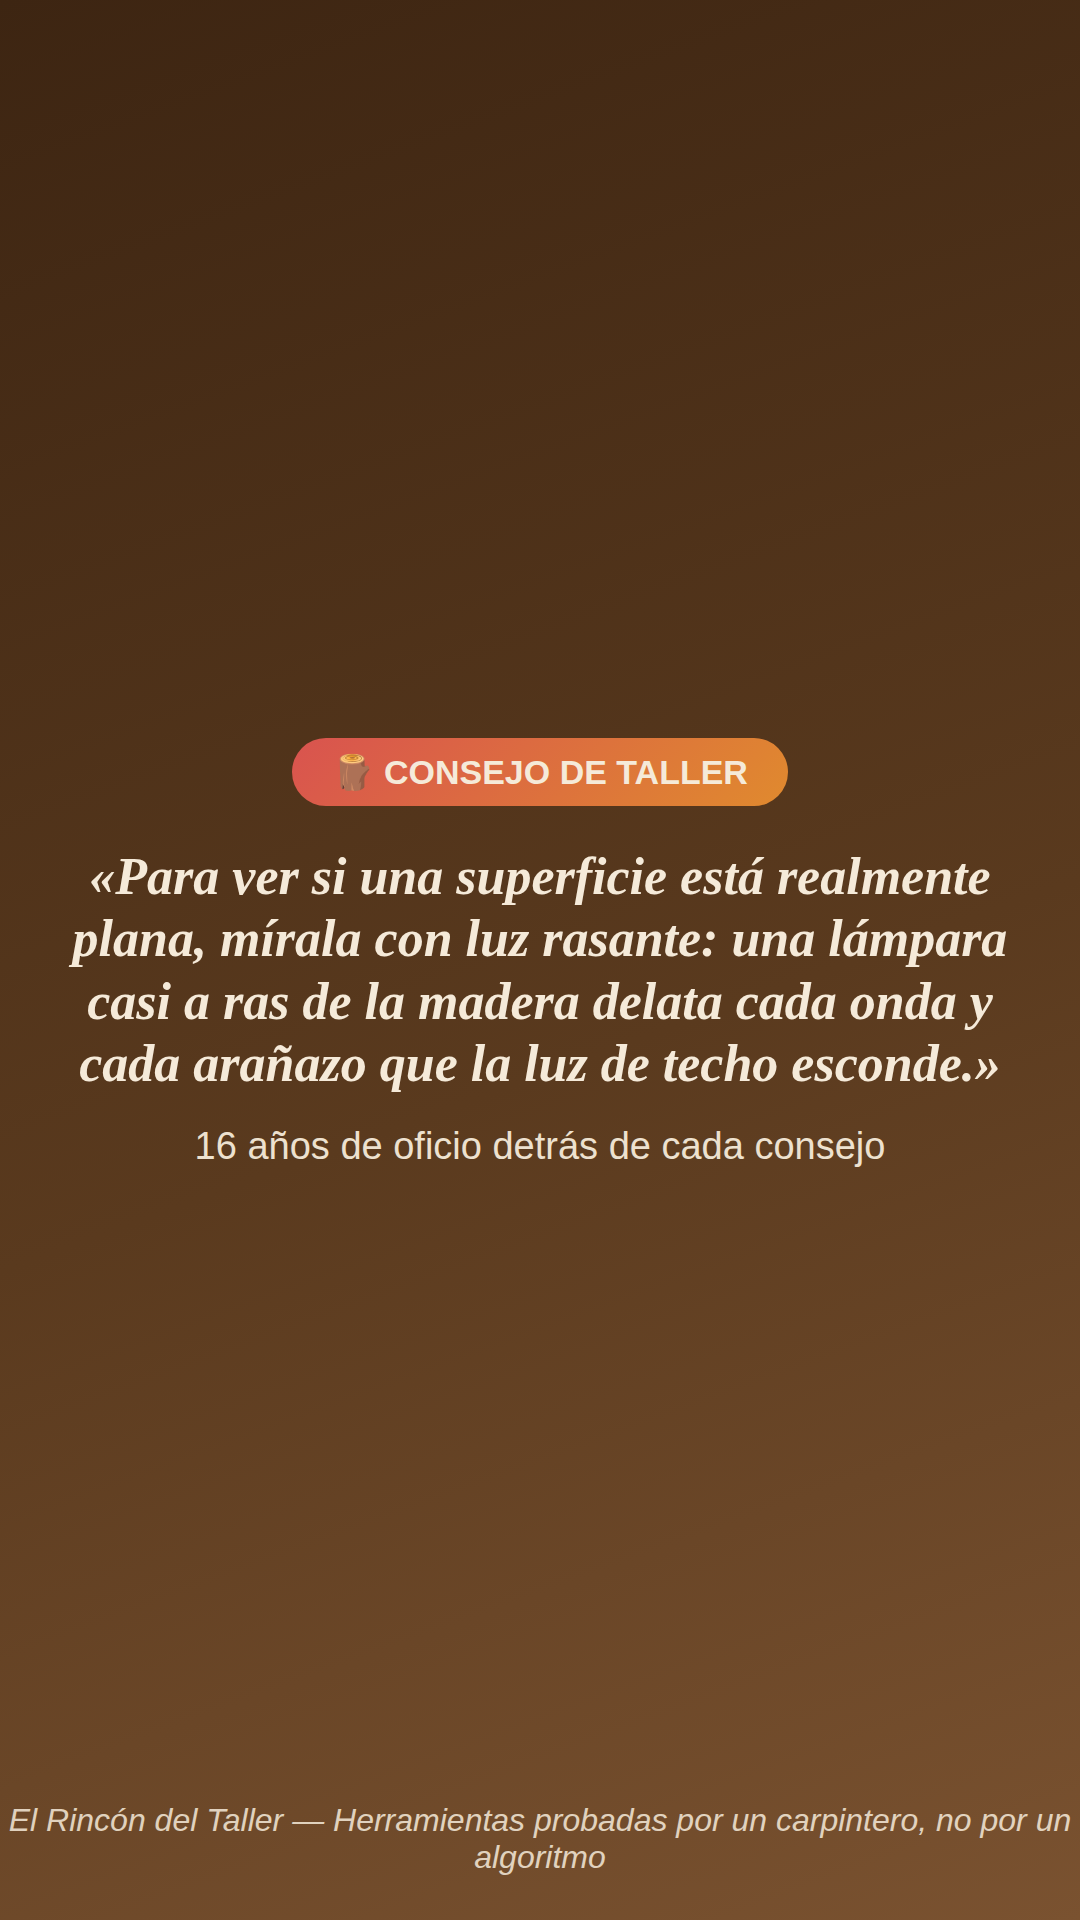 🪵 CONSEJO DE TALLER
«Para ver si una superficie está realmente
plana, mírala con luz rasante: una lámpara
casi a ras de la madera delata cada onda y
cada arañazo que la luz de techo esconde.»
16 años de oficio detrás de cada consejo
El Rincón del Taller — Herramientas probadas por un carpintero, no por un
algoritmo